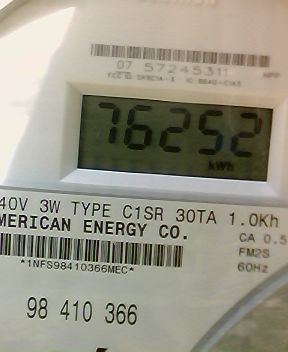 07 57245311
76252
kWh
40V 3W TYPE C1SR 30TA 1.0Kh
MERICAN ENERGY CO.
CA 0.5
*1NFS98410366MEC*
FM2S
60Hz
98 410 366